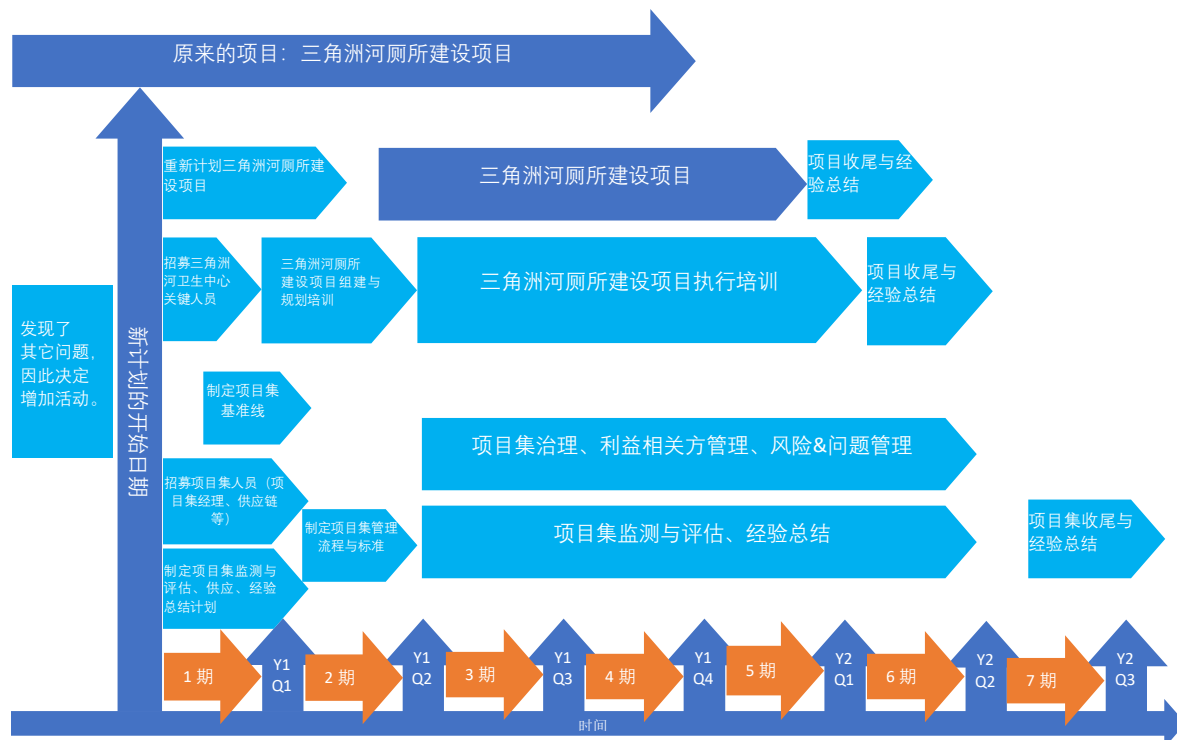 原来的项目：三角洲河厕所建设项目
重新计划三角洲河厕所建
设项目
三角洲河厕所建设项目
项目收尾与经
验总结
招募三角洲
河卫生中心
关键人员
三角洲河厕所
建设项目组建与
规划培训
三角洲河厕所建设项目执行培训
项目收尾与
经验总结
发现了
其它问题，
因此决定
增加活动。
新计划的开始日期
制定项目集
基准线
项目集治理、利益相关方管理、风险&问题管理
招募项目集人员（项
目集经理、供应链
等）
制定项目集管理
流程与标准
项目集监测与评估、经验总结
项目集收尾与
经验总结
制定项目集监测与
评估、供应、经验
总结计划
1 期
Y1
Q1
2 期
Y1
Q2
3 期
Y1
Q3
4 期
Y1
Q4
5 期
Y2
Q1
6 期
Y2
Q2
7 期
Y2
Q3
时间